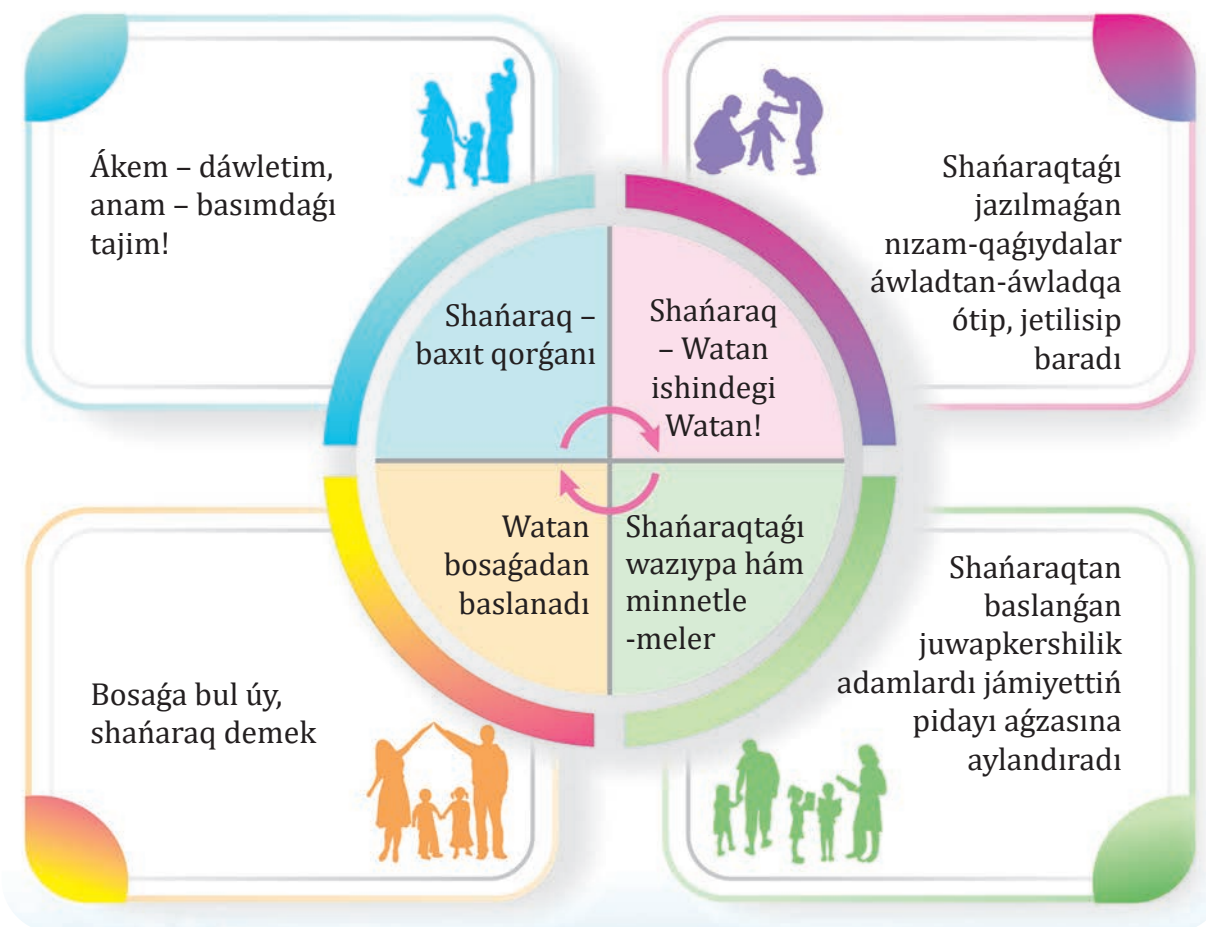 Ákem – dáwletim,
anam – basımdaǵı
tajim!
Shańaraqtaǵı
jazılmaǵan
nızam-qaǵıydalar
áwladtan-áwladqa
ótip, jetilisip
baradı
Shańaraq –
baxıt qorǵanı
Shańaraq
– Watan
ishindegi
Watan!
Watan
bosaǵadan
baslanadı
Shańaraqtaǵı
wazıypa hám
minnetle
-meler
Bosaǵa bul úy,
shańaraq demek
Shańaraqtan
baslanǵan
juwapkershilik
adamlardı jámiyettiń
pidayı aǵzasına
aylandıradı